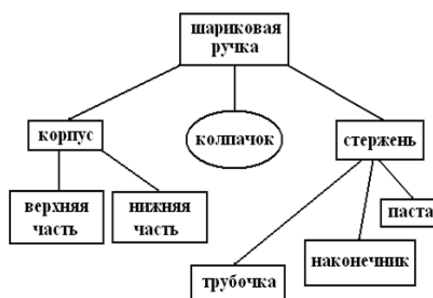 шариковая
ручка
корпус
колпачок
стержень
верхняя
часть
нижняя
часть
паста
наконечник
трубочка